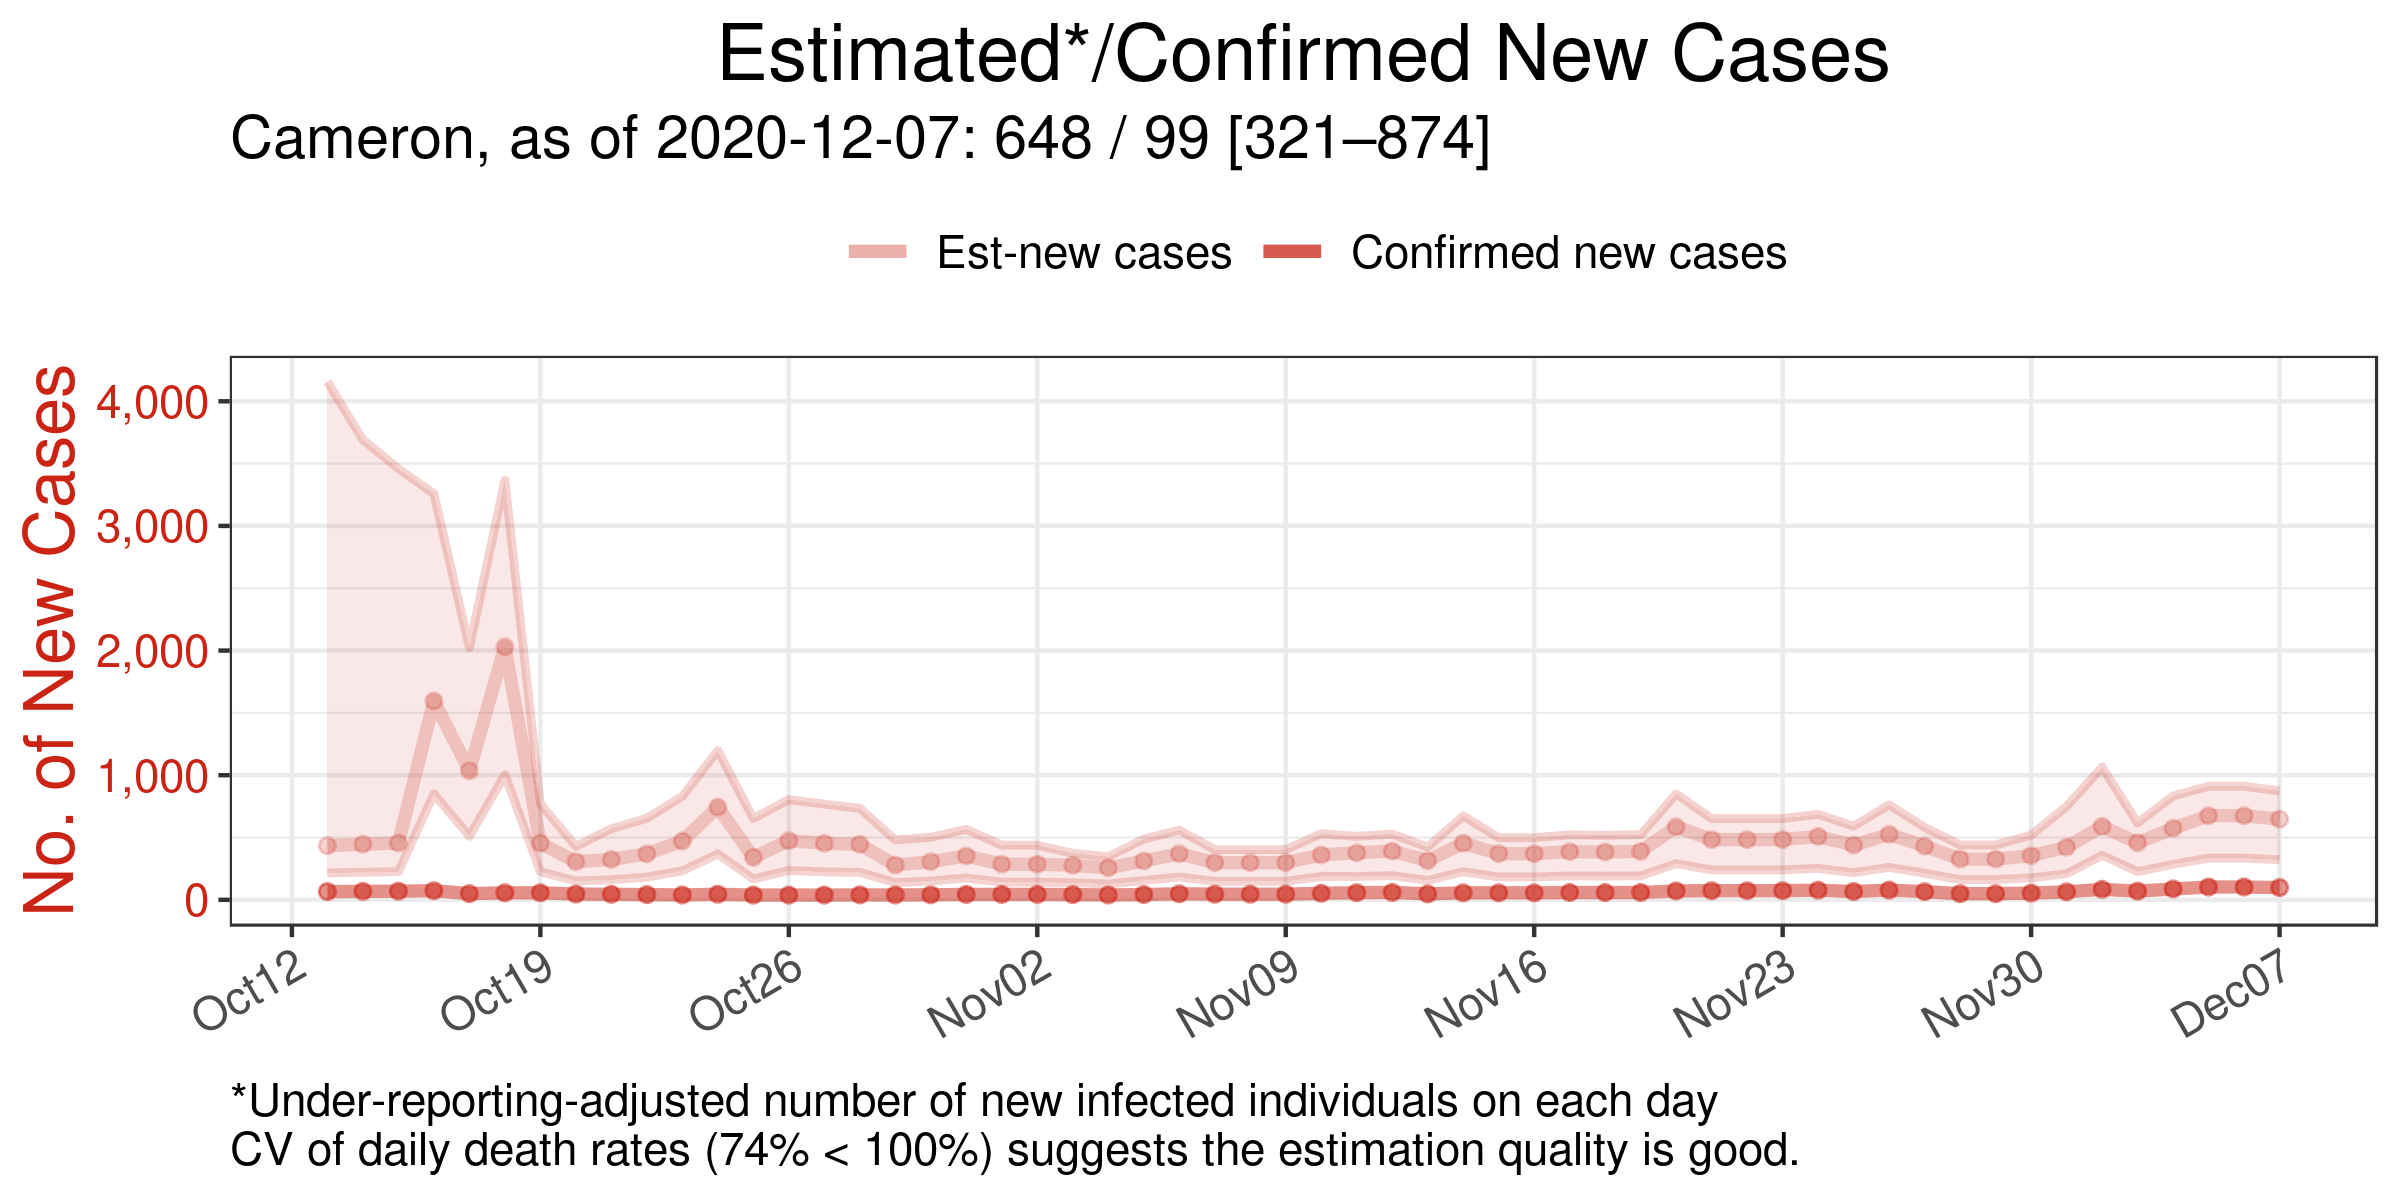 Estimated*/Confirmed New Cases
Cameron, as of 2020-12-07: 648 / 99 [321–874]
Est-new cases
Confirmed new cases
No. of New Cases
4,000
3,000
2,000
1,000
0
Oct12
Oct19
Oct26
Nov02
Nov09
Nov16
Nov23
Nov30
Dec07
*Under-reporting-adjusted number of new infected individuals on each day
CV of daily death rates (74% < 100%) suggests the estimation quality is good.